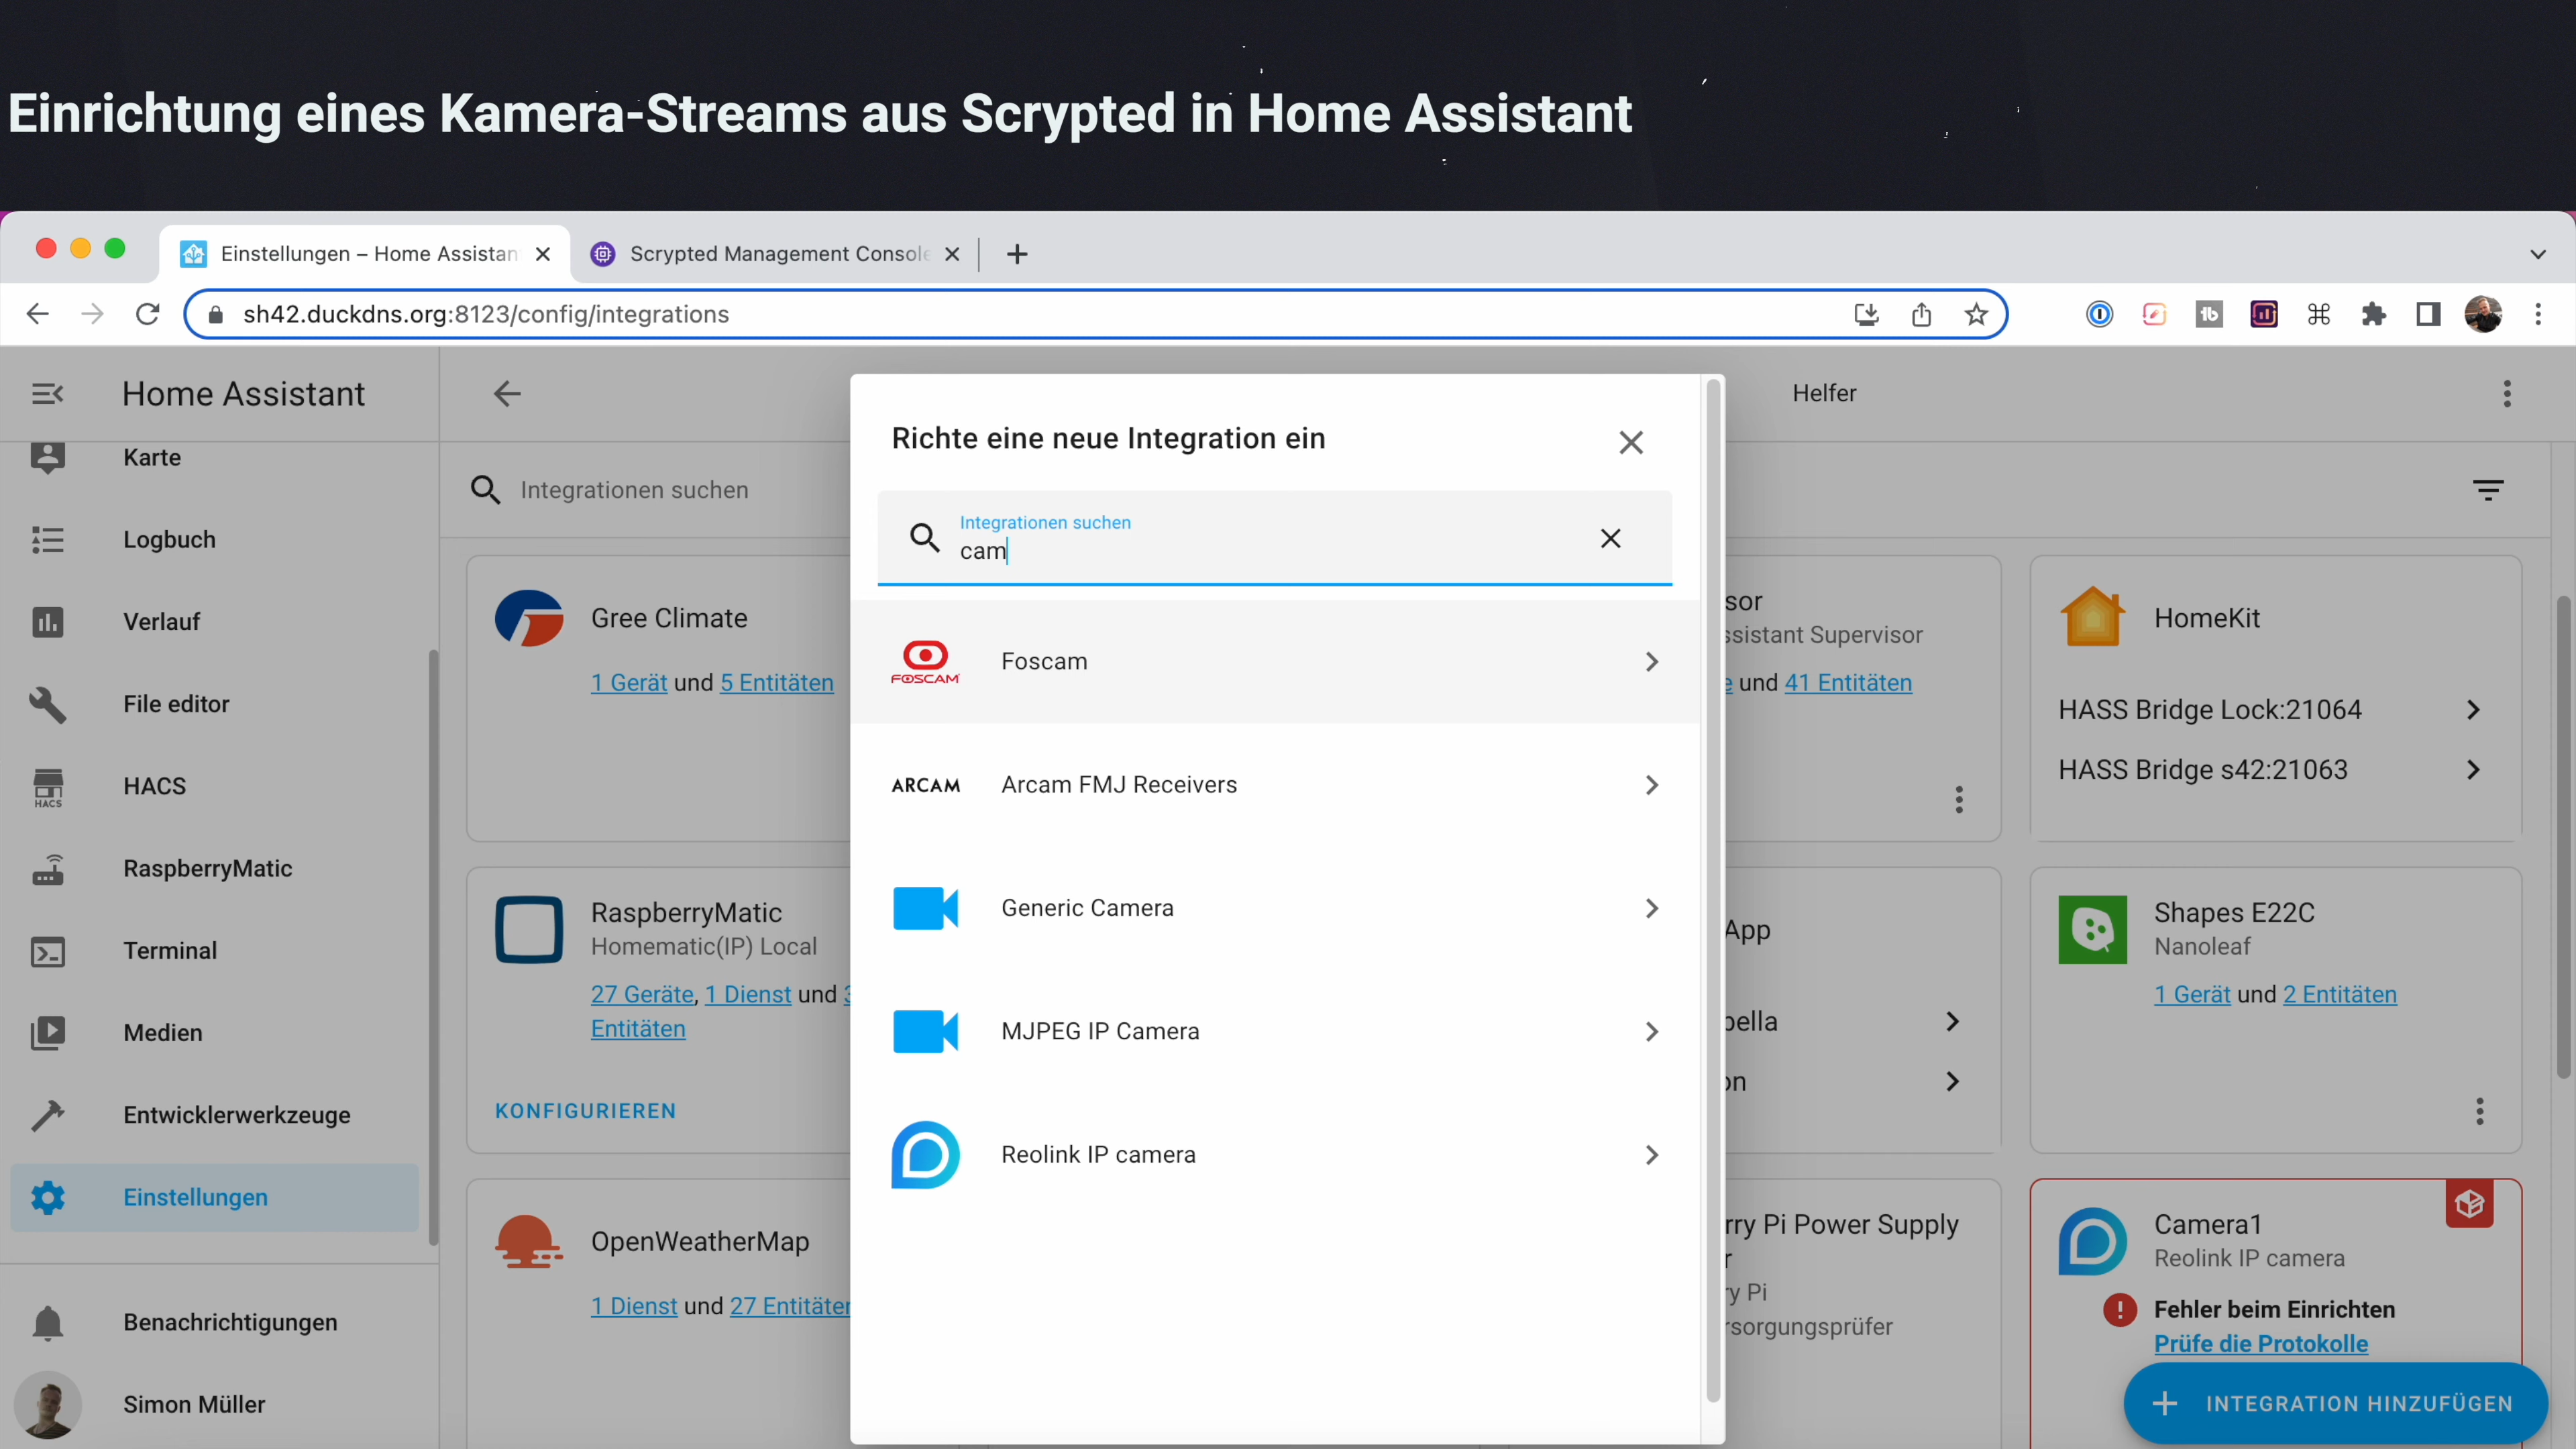 Einrichtung eines Kamera-Streams aus Scrypted in Home Assistant
Einstellungen – Home Assistan
Scrypted Management Console
sh42.duckdns.org:8123/config/integrations
Home Assistant
Helfer
Karte
Logbuch
Verlauf
File editor
HACS
HACS
RaspberryMatic
Terminal
Medien
Entwicklerwerkzeuge
Einstellungen
Benachrichtigungen
Simon Müller
Integrationen suchen
Gree Climate
1 Gerät und 5 Entitäten
RaspberryMatic
Homematic(IP) Local
27 Geräte, 1 Dienst und
Entitäten
KONFIGURIEREN
OpenWeatherMap
1 Dienst und 27 Entitäten
Richte eine neue Integration ein
Integrationen suchen
cam
FOSCAM
Foscam
ARCAM
Arcam FMJ Receivers
Generic Camera
MJPEG IP Camera
Reolink IP camera
sor
ssistant Supervisor
e und 41 Entitäten
App
bella
on
rry Pi Power Supply
r
ry Pi
rsorgungsprüfer
HomeKit
HASS Bridge Lock:21064
HASS Bridge s42:21063
Shapes E22C
Nanoleaf
1 Gerät und 2 Entitäten
Camera1
Reolink IP camera
Fehler beim Einrichten
Prüfe die Protokolle
INTEGRATION HINZUFÜGEN